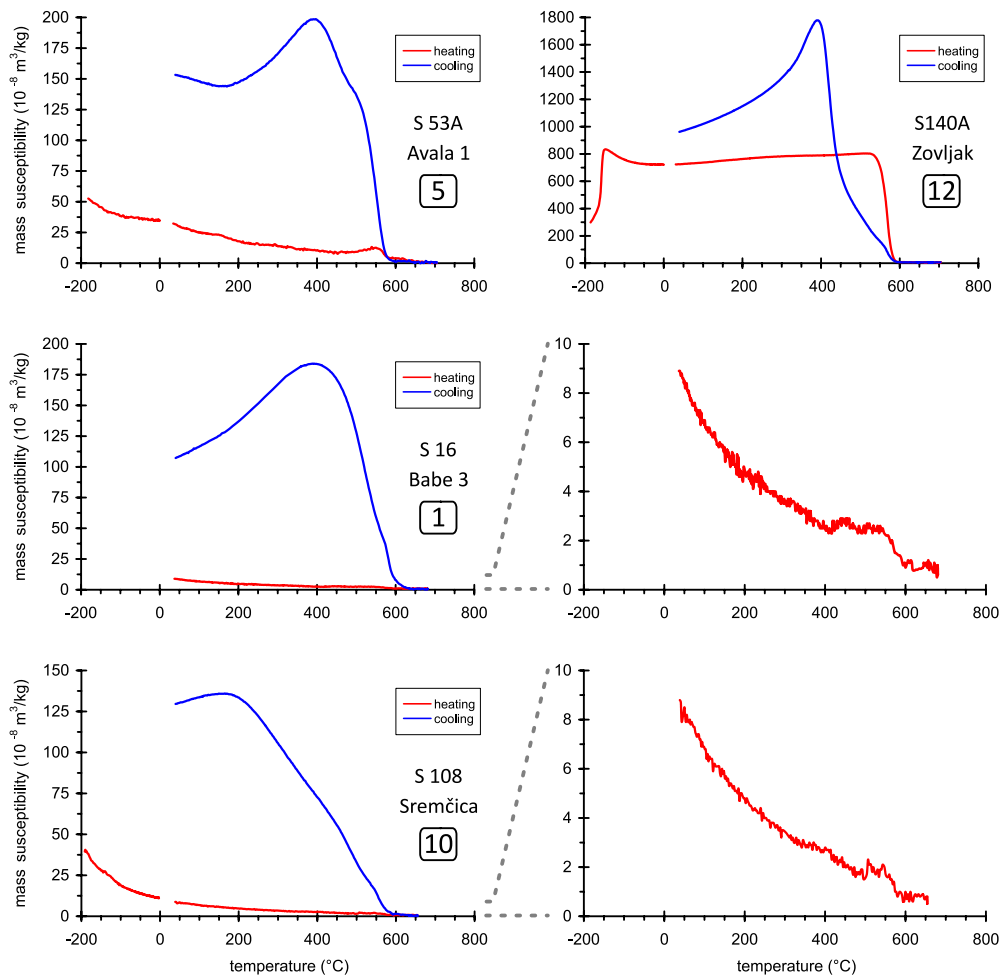 mass susceptibility (10⁻⁸ m³/kg)
200
175
150
125
100
75
50
25
0
-200 0 200 400 600 800
heating
cooling
S 53A
Avala 1
5
1800
1600
1400
1200
1000
800
600
400
200
0
-200 0 200 400 600 800
heating
cooling
S140A
Zovljak
12
mass susceptibility (10⁻⁸ m³/kg)
200
175
150
125
100
75
50
25
0
-200 0 200 400 600 800
heating
cooling
S 16
Babe 3
1
10
8
6
4
2
0
-200 0 200 400 600 800
mass susceptibility (10⁻⁸ m³/kg)
150
125
100
75
50
25
0
-200 0 200 400 600 800
temperature (°C)
heating
cooling
S 108
Sremčica
10
10
8
6
4
2
0
-200 0 200 400 600 800
temperature (°C)